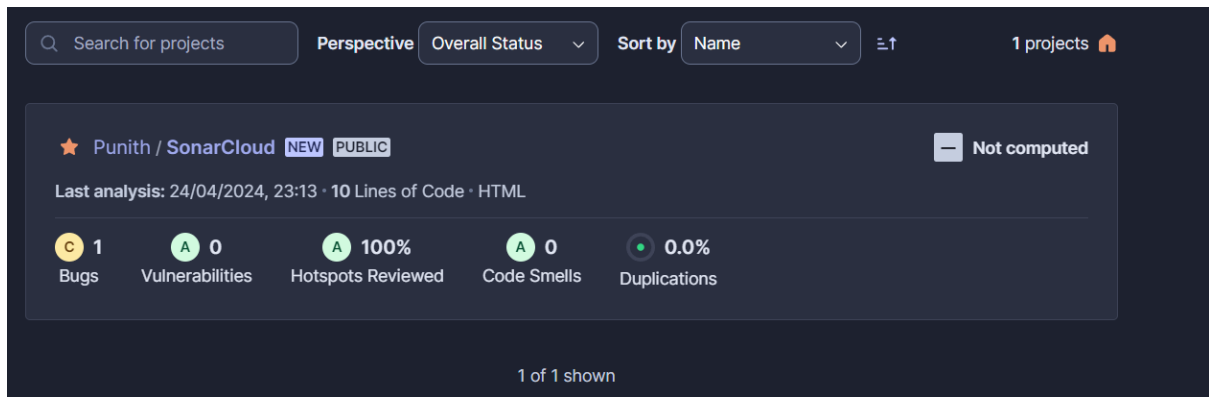 Search for projects Perspective Overall Status Sort by Name 1 projects
Punith / SonarCloud NEW PUBLIC Not computed
Last analysis: 24/04/2024, 23:13 • 10 Lines of Code • HTML
C 1 A 0 A 100% A 0 0.0%
Bugs Vulnerabilities Hotspots Reviewed Code Smells Duplications
1 of 1 shown